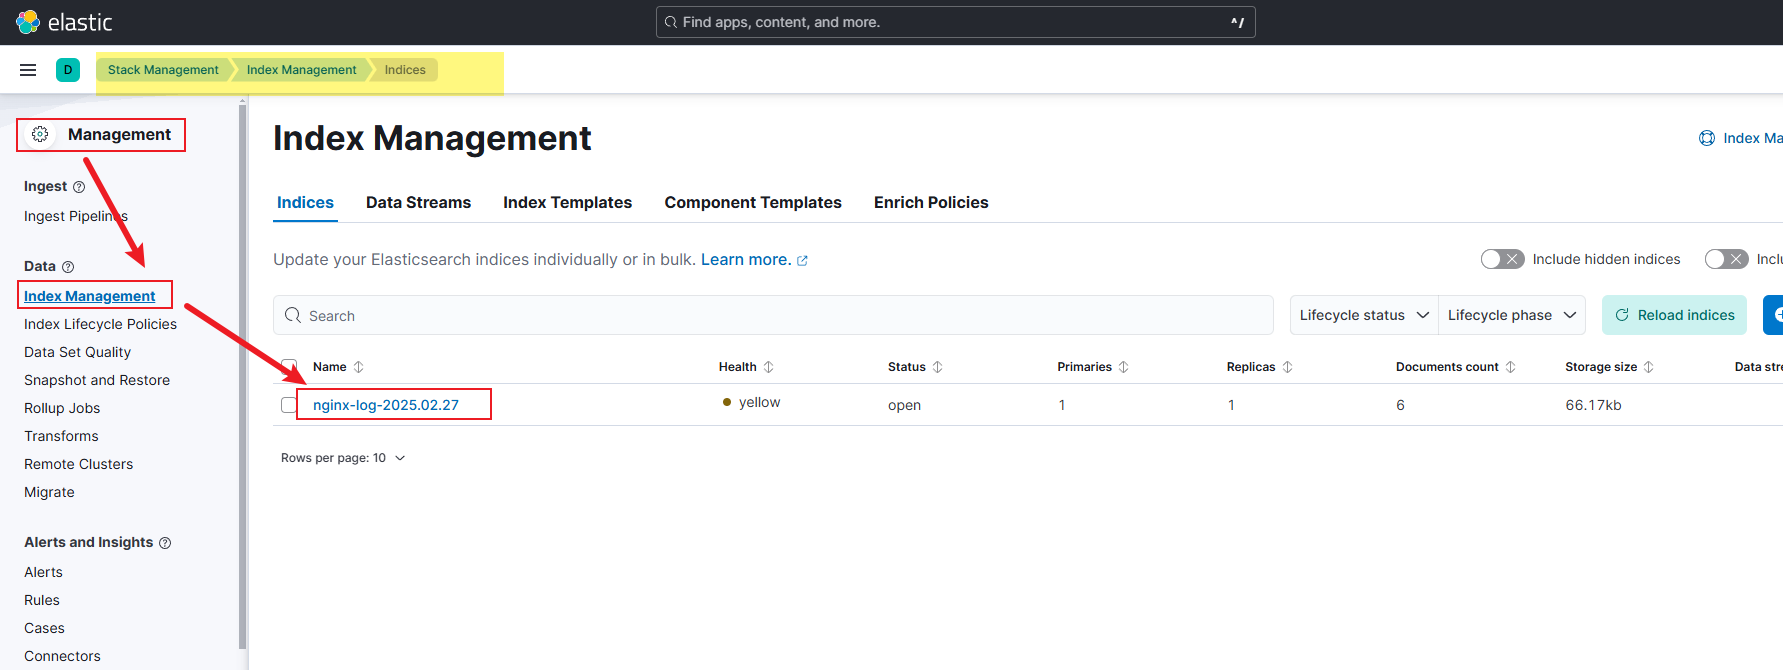 elastic
Find apps, content, and more.
^/
D
Stack Management
Index Management
Indices
Management
Ingest
Ingest Pipelines
Data
Index Management
Index Lifecycle Policies
Data Set Quality
Snapshot and Restore
Rollup Jobs
Transforms
Remote Clusters
Migrate
Alerts and Insights
Alerts
Rules
Cases
Connectors
Index Management
Index Ma
Indices Data Streams Index Templates Component Templates Enrich Policies
Update your Elasticsearch indices individually or in bulk. Learn more.
Include hidden indices
Inclu
Search
Lifecycle status
Lifecycle phase
Reload indices
Name Health Status Primaries Replicas Documents count Storage size Data stre
nginx-log-2025.02.27 yellow open 1 1 6 66.17kb
Rows per page: 10